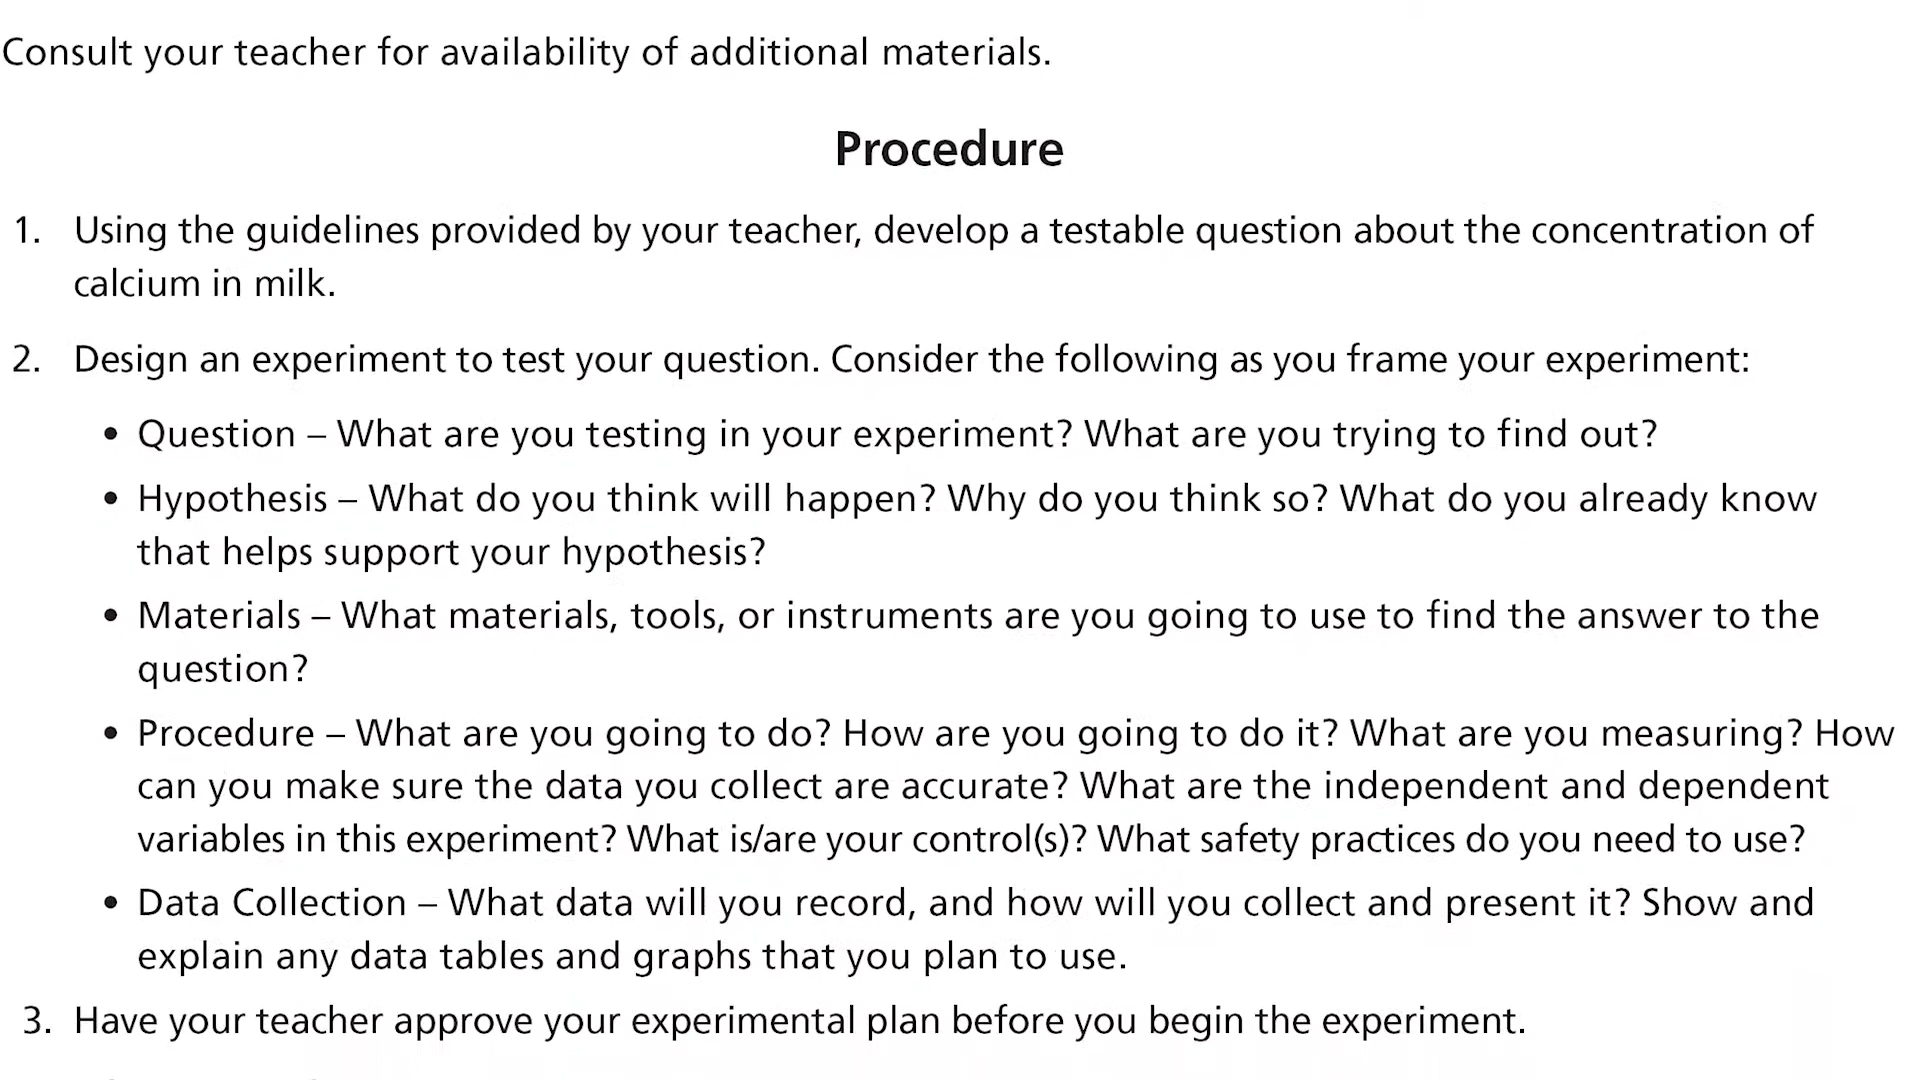 Consult your teacher for availability of additional materials.
Procedure
1. Using the guidelines provided by your teacher, develop a testable question about the concentration of
calcium in milk.
2. Design an experiment to test your question. Consider the following as you frame your experiment:
• Question – What are you testing in your experiment? What are you trying to find out?
• Hypothesis – What do you think will happen? Why do you think so? What do you already know
that helps support your hypothesis?
• Materials – What materials, tools, or instruments are you going to use to find the answer to the
question?
• Procedure – What are you going to do? How are you going to do it? What are you measuring? How
can you make sure the data you collect are accurate? What are the independent and dependent
variables in this experiment? What is/are your control(s)? What safety practices do you need to use?
• Data Collection – What data will you record, and how will you collect and present it? Show and
explain any data tables and graphs that you plan to use.
3. Have your teacher approve your experimental plan before you begin the experiment.